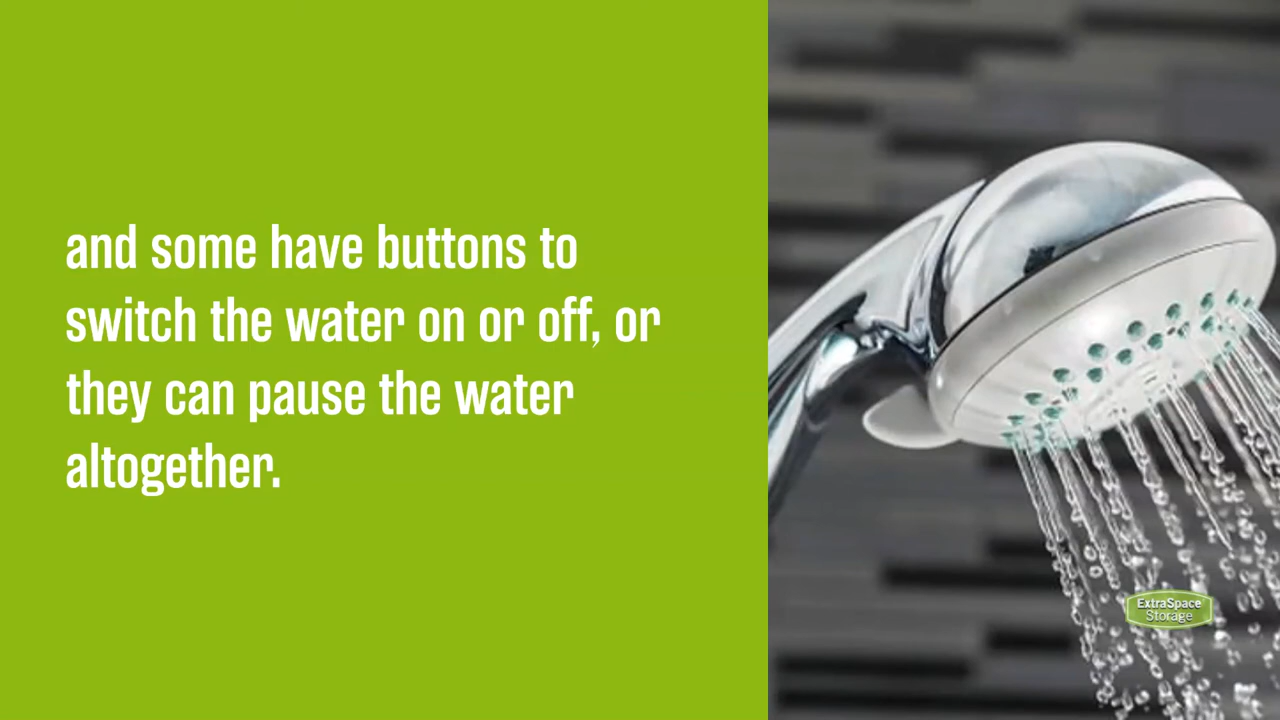 and some have buttons to
switch the water on or off, or
they can pause the water
altogether.
ExtraSpace
Storage